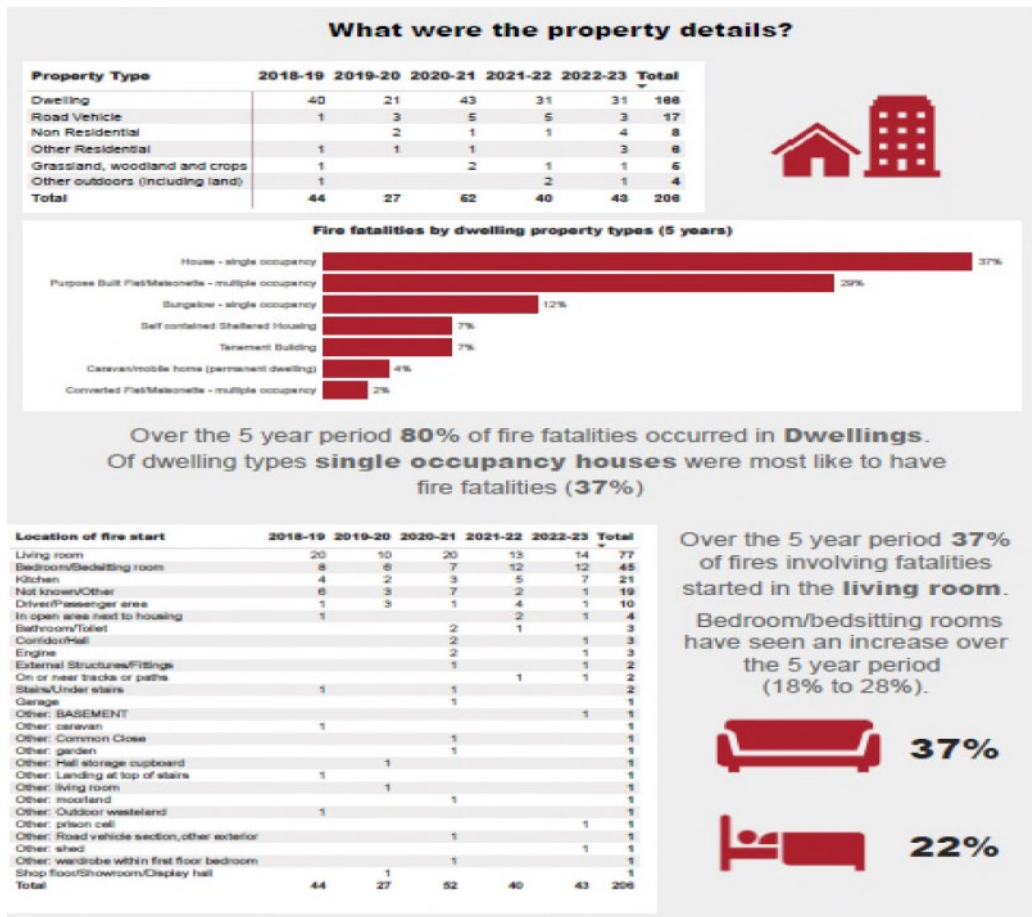 What were the property details?
Property Type 2018-19 2019-20 2020-21 2021-22 2022-23 Total
Dwelling 40 21 43 31 31 166
Road Vehicle 1 3 5 5 3 17
Non Residential 2 1 1 4 8
Other Residential 1 1 1 3 6
Grassland, woodland and crops 1 2 1 1 5
Other outdoors (including land) 1 2 1 4
Total 44 27 52 40 43 206
Fire fatalities by dwelling property types (5 years)
House - single occupancy 37%
Purpose Built Flat/Maisonette - multiple occupancy 29%
Bungalow - single occupancy 12%
Self contained Sheltered Housing 7%
Tenement Building 7%
Caravan/mobile home (permanent dwelling) 4%
Converted Flat/Maisonette - multiple occupancy 2%
Over the 5 year period 80% of fire fatalities occurred in Dwellings.
Of dwelling types single occupancy houses were most like to have
fire fatalities (37%)
Location of fire start 2018-19 2019-20 2020-21 2021-22 2022-23 Total
Living room 20 10 20 13 14 77
Bedroom/Bedsitting room 8 6 7 12 12 45
Kitchen 4 2 3 5 7 21
Not known/Other 6 3 7 2 1 19
Driver/Passenger area 1 3 1 4 1 10
In open area next to housing 1 2 1 4
Bathroom/Toilet 2 1 3
Corridor/Hall 2 1 3
Engine 2 1 3
External Structures/Fittings 1 1 2
On or near tracks or paths 1 1 2
Stairs/Under stairs 1 1 2
Garage 1 1
Other: BASEMENT 1 1
Other: caravan 1 1
Other: Common Close 1 1
Other: garden 1 1
Other: Hall storage cupboard 1 1
Other: Landing at top of stairs 1 1
Other: living room 1 1
Other: moorland 1 1
Other: Outdoor wasteland 1 1
Other: prison cell 1 1
Other: Road vehicle section,other exterior 1 1
Other: shed 1 1
Other: wardrobe within first floor bedroom 1 1
Shop floor/Showroom/Display hall 1 1
Total 44 27 52 40 43 206
Over the 5 year period 37%
of fires involving fatalities
started in the living room.
Bedroom/bedsitting rooms
have seen an increase over
the 5 year period
(18% to 28%).
37%
22%